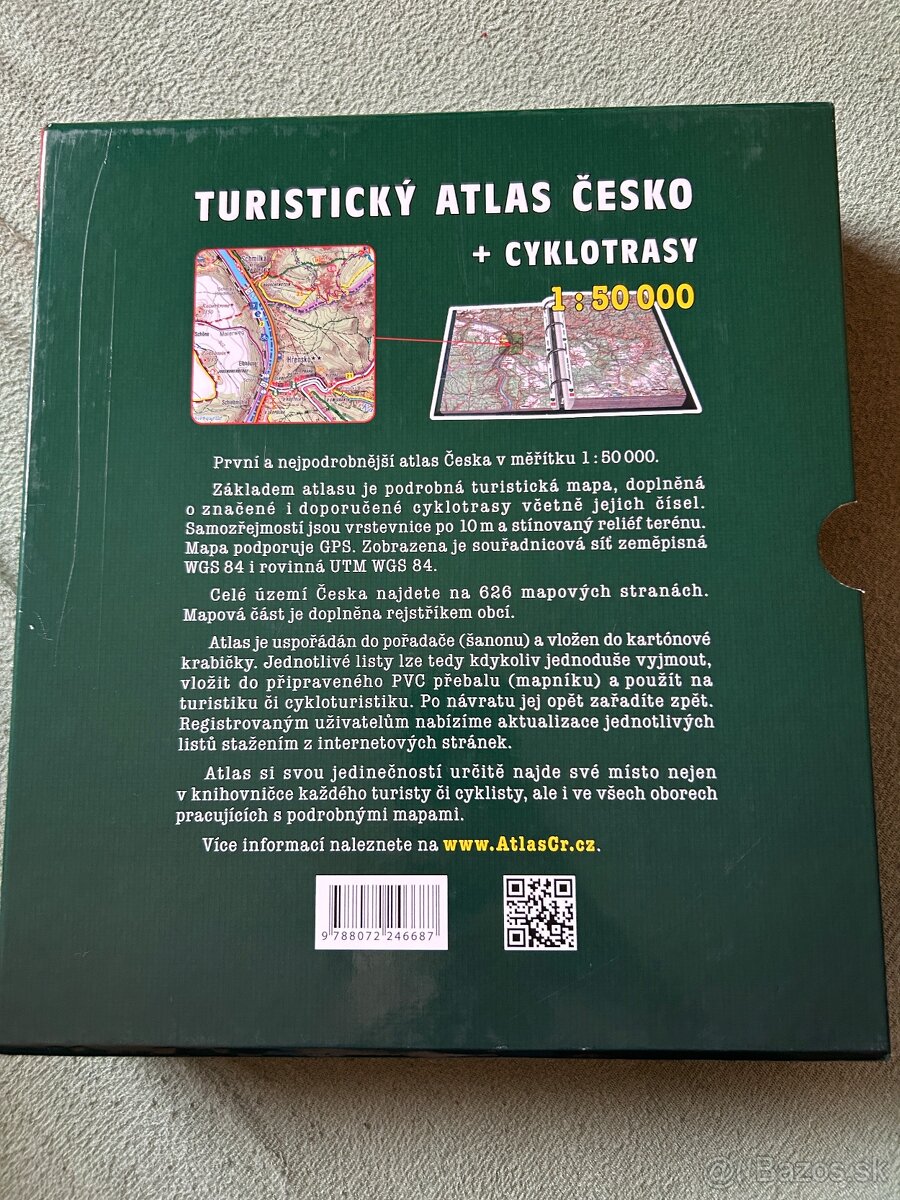 TURISTICKÝ ATLAS ČESKO
+ CYKLOTRASY
1 : 50 000
Schmilka
Schöna
Hřensko
První a nejpodrobnější atlas Česka v měřítku 1 : 50 000.
Základem atlasu je podrobná turistická mapa, doplněná
o značené i doporučené cyklotrasy včetně jejich čísel.
Samozřejmostí jsou vrstevnice po 10 m a stínovaný reliéf terénu.
Mapa podporuje GPS. Zobrazena je souřadnicová síť zeměpisná
WGS 84 i rovinná UTM WGS 84.
Celé území Česka najdete na 626 mapových stranách.
Mapová část je doplněna rejstříkem obcí.
Atlas je uspořádán do pořadače (šanonu) a vložen do kartónové
krabičky. Jednotlivé listy lze tedy kdykoliv jednoduše vyjmout,
vložit do připraveného PVC přebalu (mapníku) a použít na
turistiku či cykloturistiku. Po návratu jej opět zařadíte zpět.
Registrovaným uživatelům nabízíme aktualizace jednotlivých
listů stažením z internetových stránek.
Atlas si svou jedinečností určitě najde své místo nejen
v knihovničce každého turisty či cyklisty, ale i ve všech oborech
pracujících s podrobnými mapami.
Více informací naleznete na www.AtlasCr.cz.
9 788072 246687
Bazos.sk